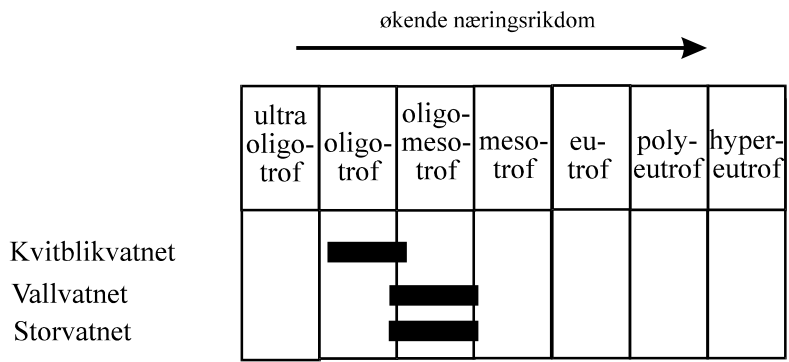 økende næringsrikdom
ultra
oligo-
trof
oligo-
trof
oligo-
meso-
trof
meso-
trof
eu-
trof
poly-
eutrof
hyper-
eutrof
Kvitblikvatnet
Vallvatnet
Storvatnet